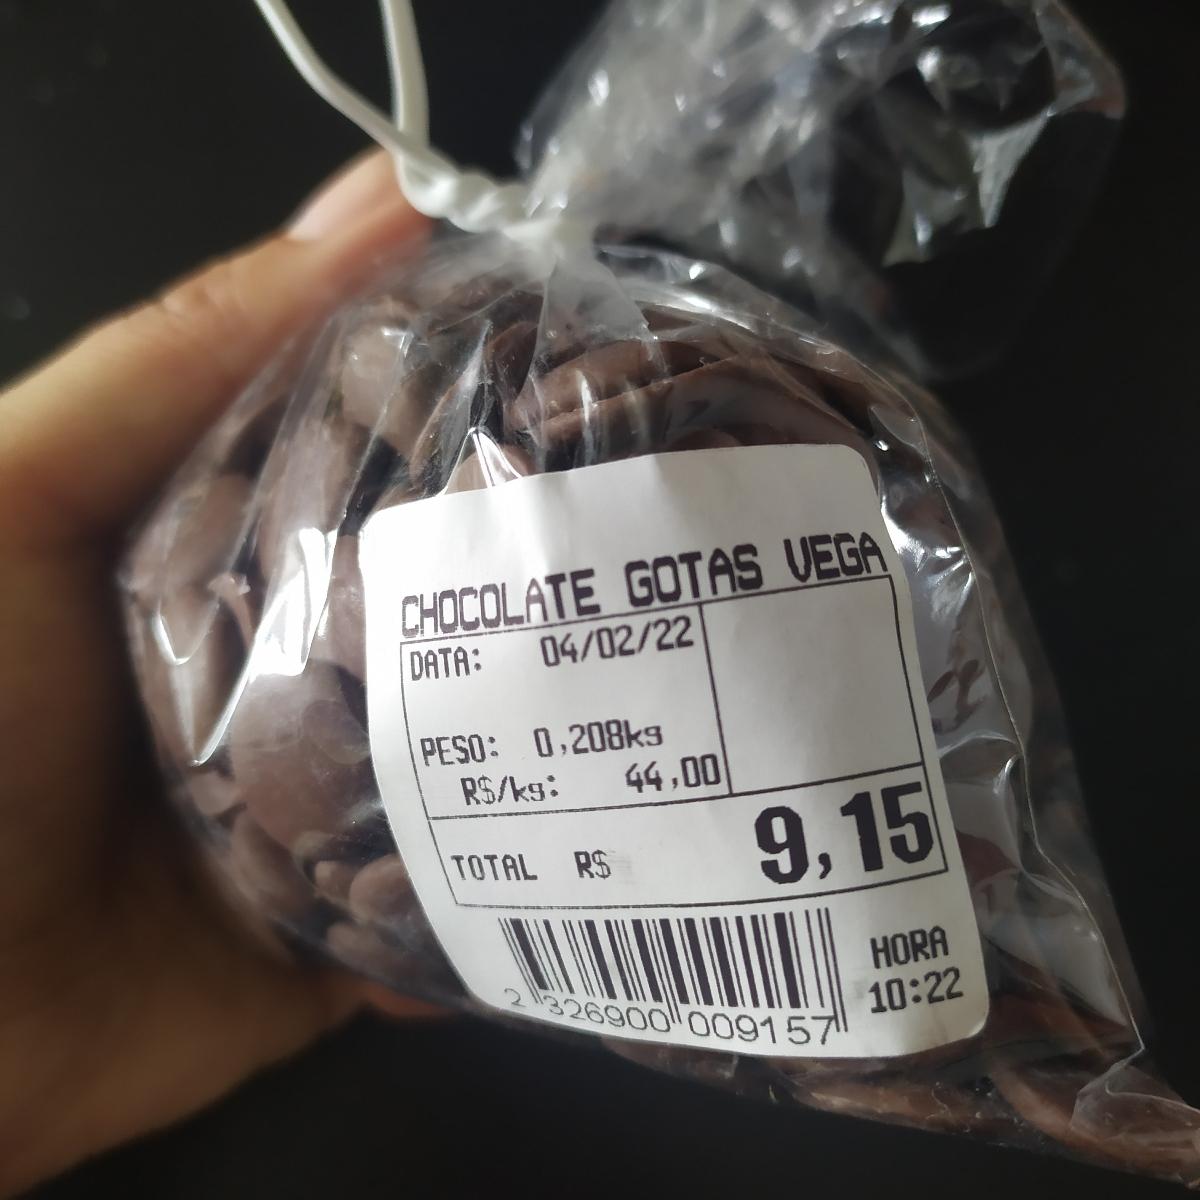 CHOCOLATE GOTAS VEGA
DATA: 04/02/22
PESO: 0,208kg
R$/kg: 44,00
TOTAL R$ 9,15
2 326900 009157
HORA
10:22